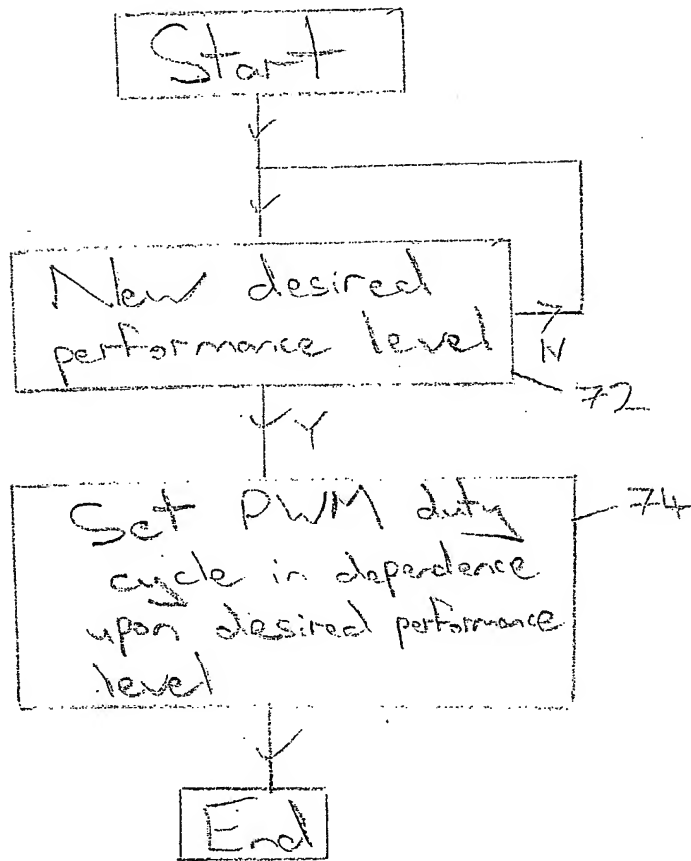 Start
New desired
performance level
N
72
Y
Set PWM duty
cycle in dependence
upon desired performance
level
74
End